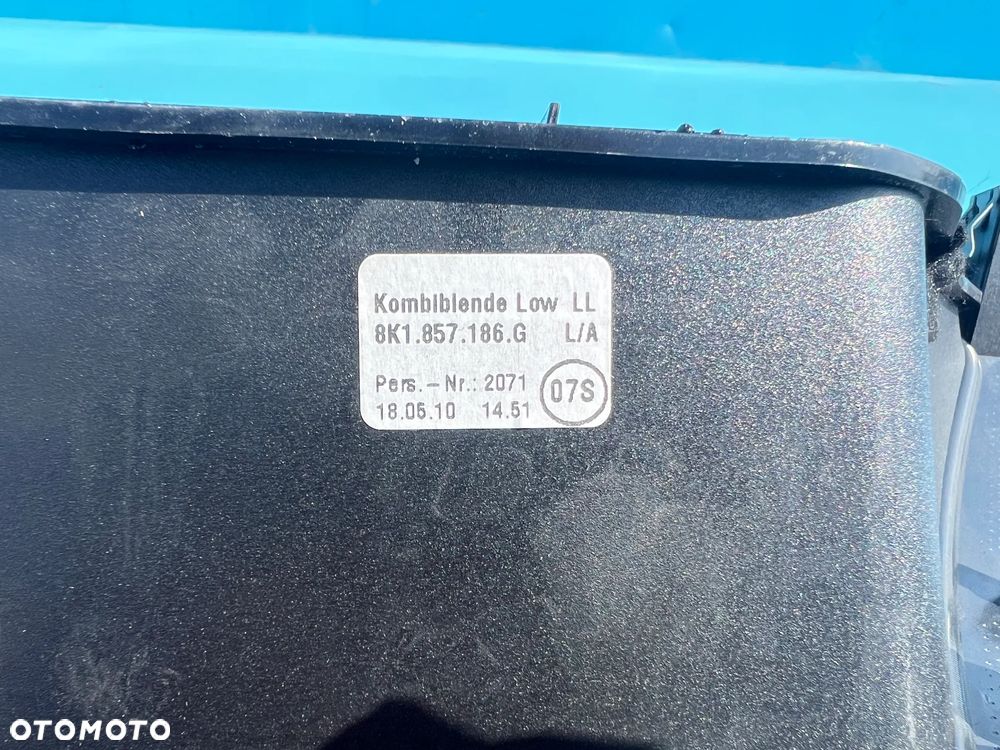 Kombiblende Low LL
8K1.857.186.G L/A
Pers.-Nr.: 2071
18.06.10 14.51
07S
OTOMOTO